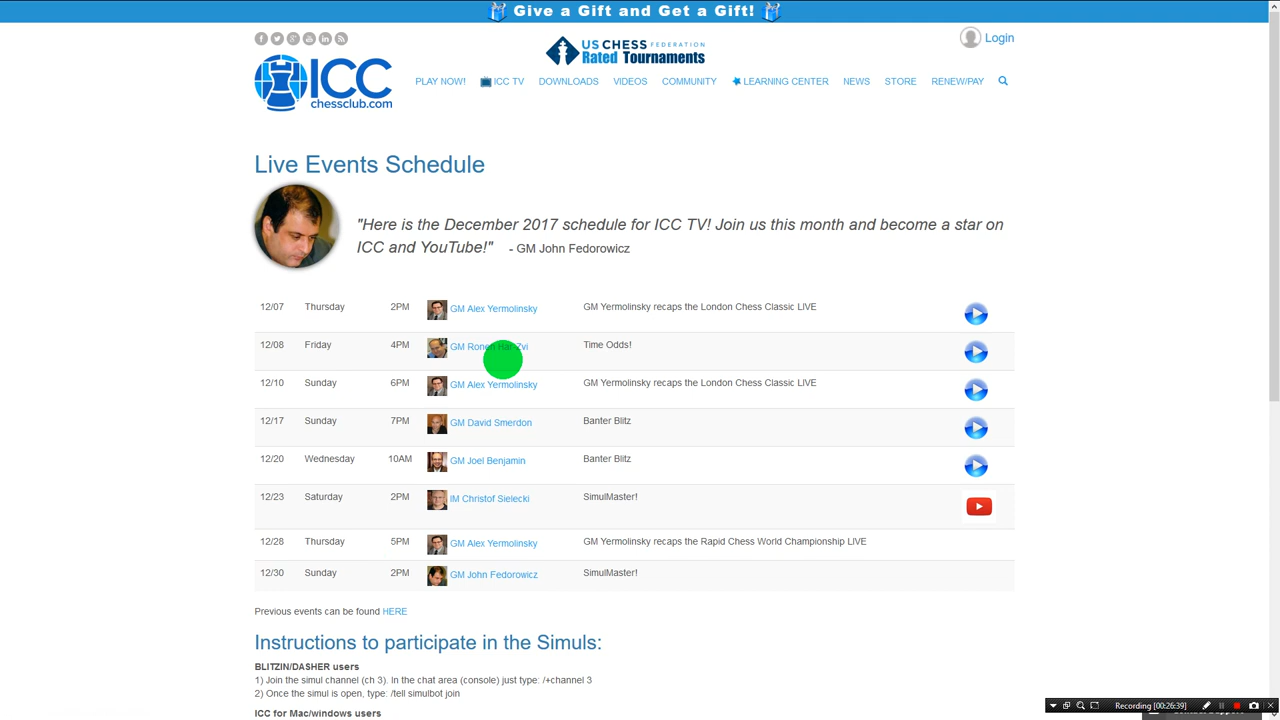 Give a Gift and Get a Gift!
US CHESS FEDERATION
Rated Tournaments
Login
ICC
chessclub.com
PLAY NOW! ICC TV DOWNLOADS VIDEOS COMMUNITY LEARNING CENTER NEWS STORE RENEW/PAY
Live Events Schedule
"Here is the December 2017 schedule for ICC TV! Join us this month and become a star on
ICC and YouTube!" - GM John Fedorowicz
12/07 Thursday 2PM GM Alex Yermolinsky GM Yermolinsky recaps the London Chess Classic LIVE
12/08 Friday 4PM GM Ronen Har-Zvi Time Odds!
12/10 Sunday 6PM GM Alex Yermolinsky GM Yermolinsky recaps the London Chess Classic LIVE
12/17 Sunday 7PM GM David Smerdon Banter Blitz
12/20 Wednesday 10AM GM Joel Benjamin Banter Blitz
12/23 Saturday 2PM IM Christof Sielecki SimulMaster!
12/28 Thursday 5PM GM Alex Yermolinsky GM Yermolinsky recaps the Rapid Chess World Championship LIVE
12/30 Sunday 2PM GM John Fedorowicz SimulMaster!
Previous events can be found HERE
Instructions to participate in the Simuls:
BLITZIN/DASHER users
1) Join the simul channel (ch 3). In the chat area (console) just type: /+channel 3
2) Once the simul is open, type: /tell simulbot join
ICC for Mac/windows users
Recording [00:26:39]